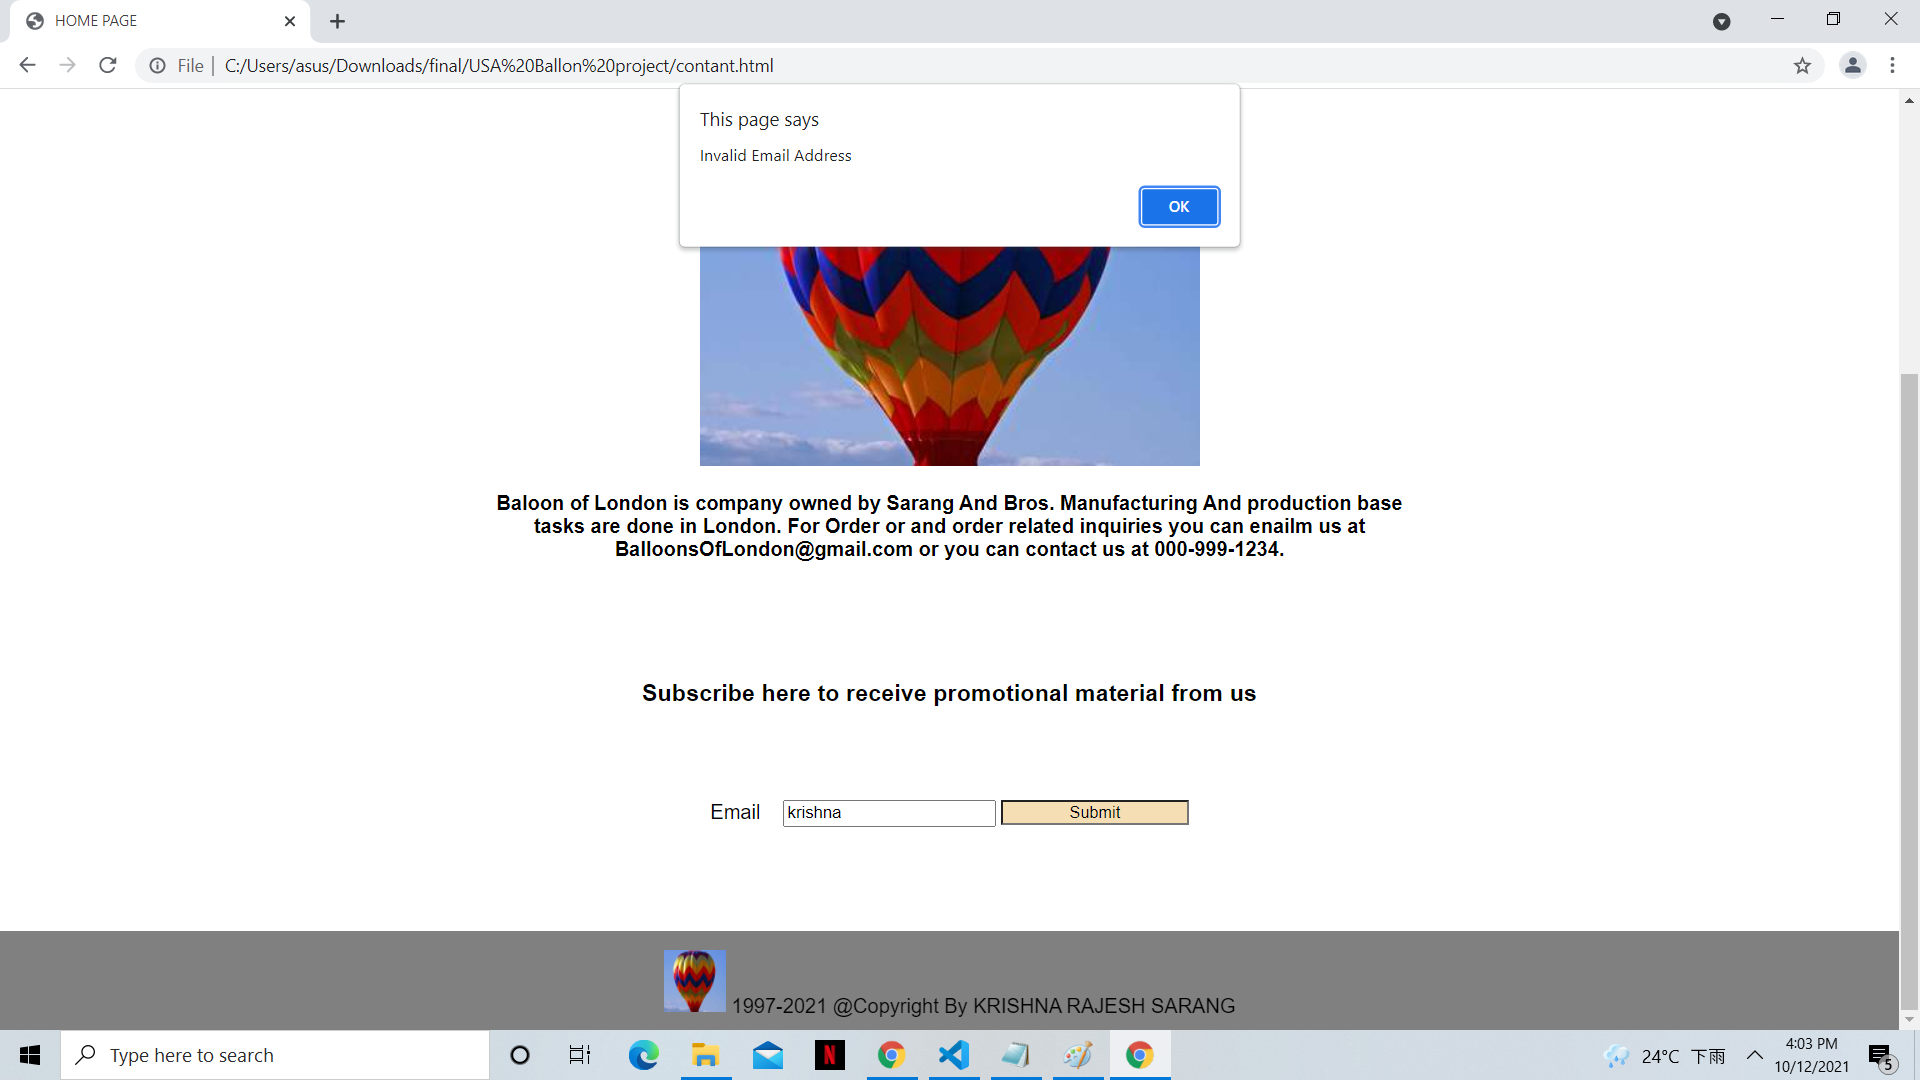 HOME PAGE
File | C:/Users/asus/Downloads/final/USA%20Ballon%20project/contant.html
This page says
Invalid Email Address
OK
Baloon of London is company owned by Sarang And Bros. Manufacturing And production base
tasks are done in London. For Order or and order related inquiries you can enailm us at
BalloonsOfLondon@gmail.com or you can contact us at 000-999-1234.
Subscribe here to receive promotional material from us
Email krishna Submit
1997-2021 @Copyright By KRISHNA RAJESH SARANG
Type here to search
N
24°C 下雨
4:03 PM
10/12/2021
5